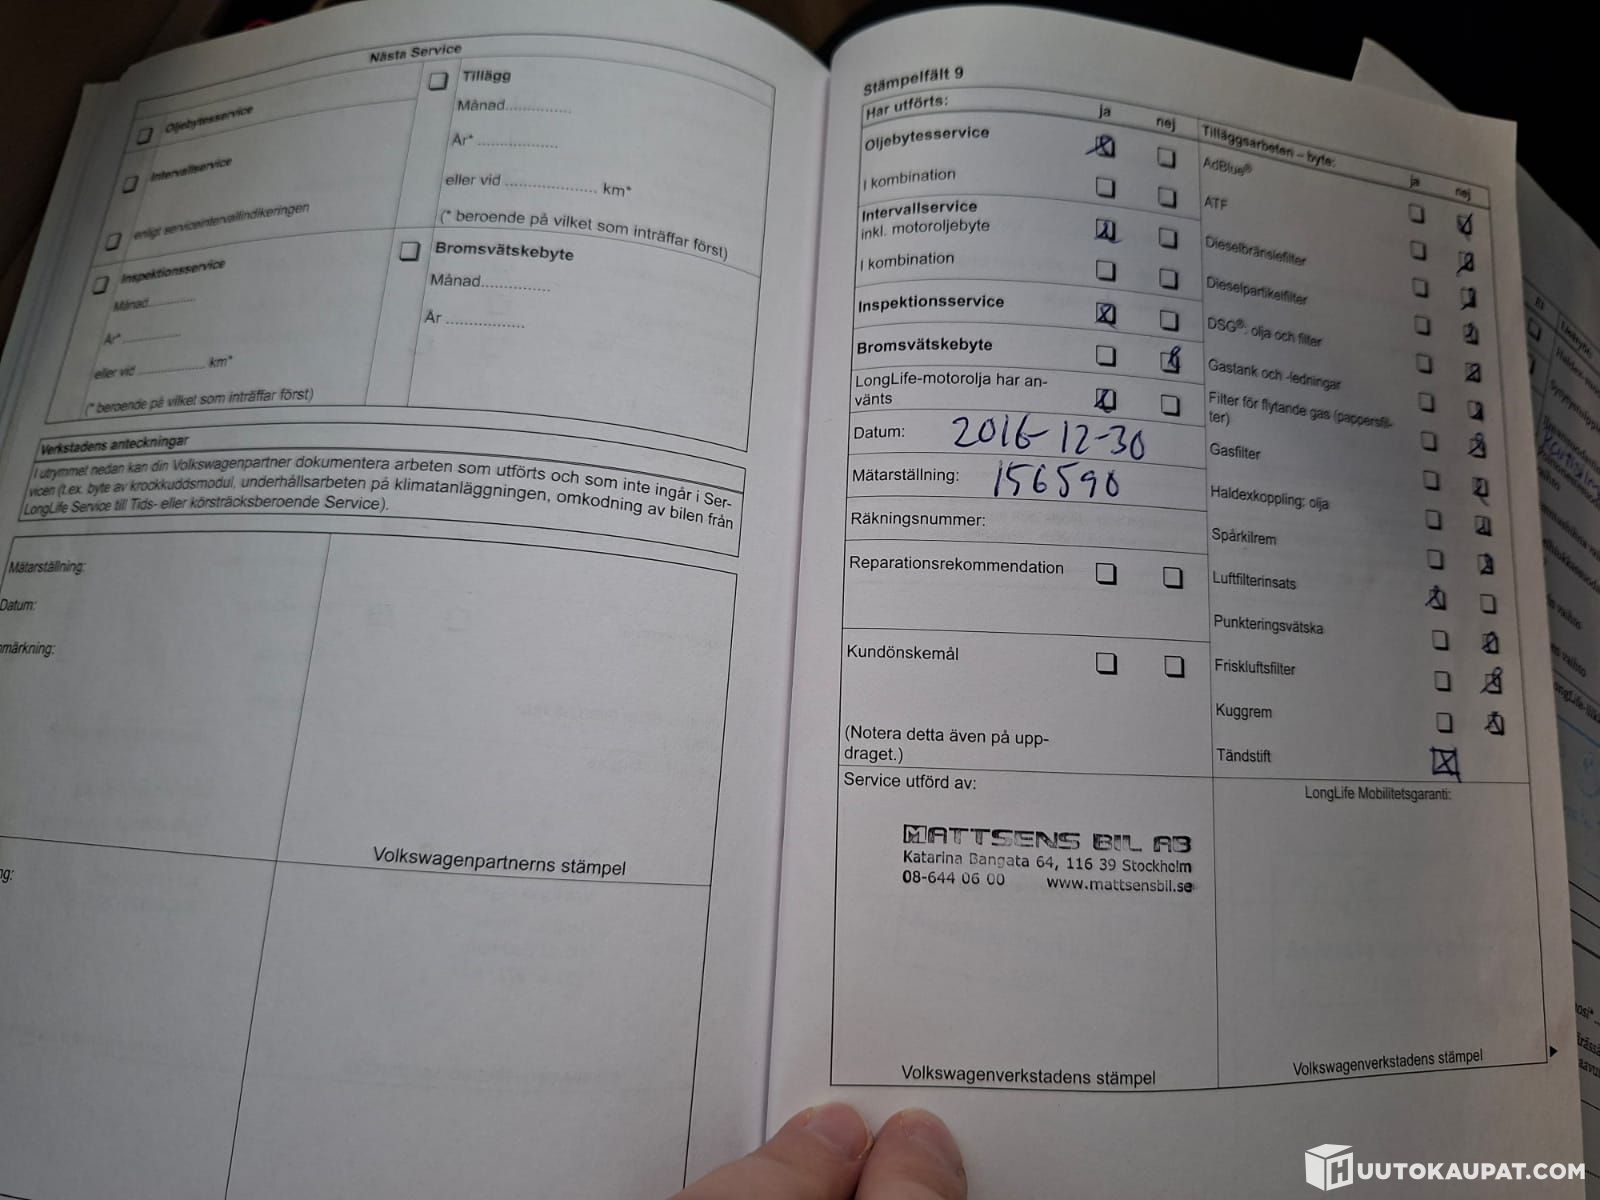 Nästa Service
Oljebytesservice
Intervallservice
enligt serviceintervallindikeringen
Inspektionsservice
Månad.............
År* ................
eller vid .................. km*
(* beroende på vilket som inträffar först)
Tillägg
Månad...............
År* ..................
eller vid .................... km*
(* beroende på vilket som inträffar först)
Bromsvätskebyte
Månad...............
År .................
Verkstadens anteckningar
I utrymmet nedan kan din Volkswagenpartner dokumentera arbeten som utförts och som inte ingår i Ser-
vicen (t.ex. byte av krockkuddsmodul, underhållsarbeten på klimatanläggningen, omkodning av bilen från
LongLife Service till Tids- eller körsträcksberoende Service).
Mätarställning:
Datum:
märkning:
ng:
Volkswagenpartnerns stämpel
Stämpelfält 9
Har utförts:
ja
nej
Oljebytesservice
I kombination
Intervallservice
inkl. motoroljebyte
I kombination
Inspektionsservice
Bromsvätskebyte
LongLife-motorolja har an-
vänts
Datum: 2016-12-30
Mätarställning: 156590
Räkningsnummer:
Reparationsrekommendation
Kundönskemål
(Notera detta även på upp-
draget.)
Tilläggsarbeten – byte:
ja
nej
AdBlue®
ATF
Dieselbränslefilter
Dieselpartikelfilter
DSG®: olja och filter
Gastank och -ledningar
Filter för flytande gas (pappersfil-
ter)
Gasfilter
Haldexkoppling: olja
Spårkilrem
Luftfilterinsats
Punkteringsvätska
Friskluftsfilter
Kuggrem
Tändstift
Service utförd av:
MATTSENS BIL AB
Katarina Bangata 64, 116 39 Stockholm
08-644 06 00 www.mattsensbil.se
Volkswagenverkstadens stämpel
LongLife Mobilitetsgaranti:
Volkswagenverkstadens stämpel
HUUTOKAUPAT.COM